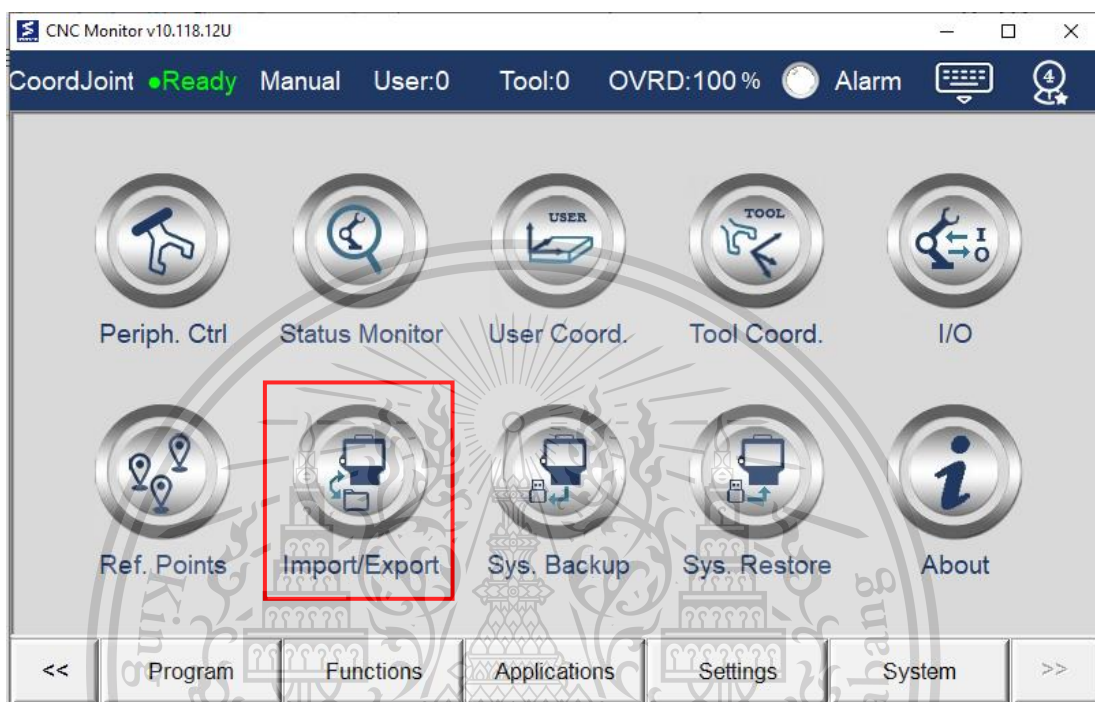 CNC Monitor v10.118.12U
CoordJoint ●Ready Manual User:0 Tool:0 OVRD:100 % Alarm 4
USER TOOL I O
Periph. Ctrl Status Monitor User Coord. Tool Coord. I/O
Ref. Points Import/Export Sys. Backup Sys. Restore About
King
<< Program Functions Applications Settings System >>